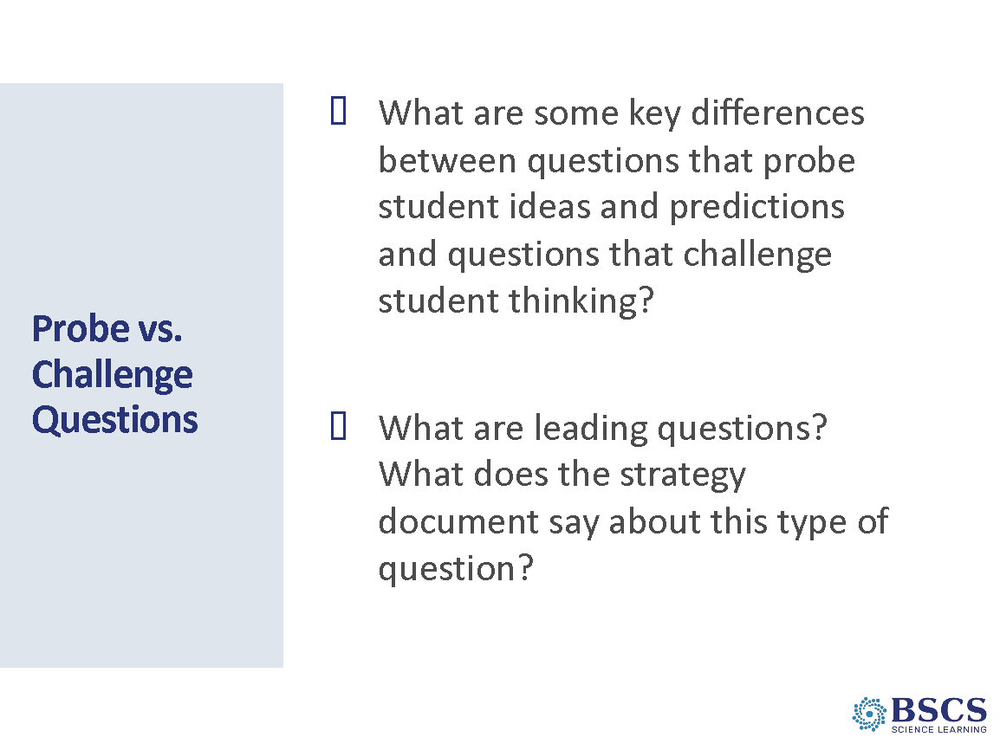 Probe vs.
Challenge
Questions
What are some key differences
between questions that probe
student ideas and predictions
and questions that challenge
student thinking?
What are leading questions?
What does the strategy
document say about this type of
question?
BSCS
SCIENCE LEARNING